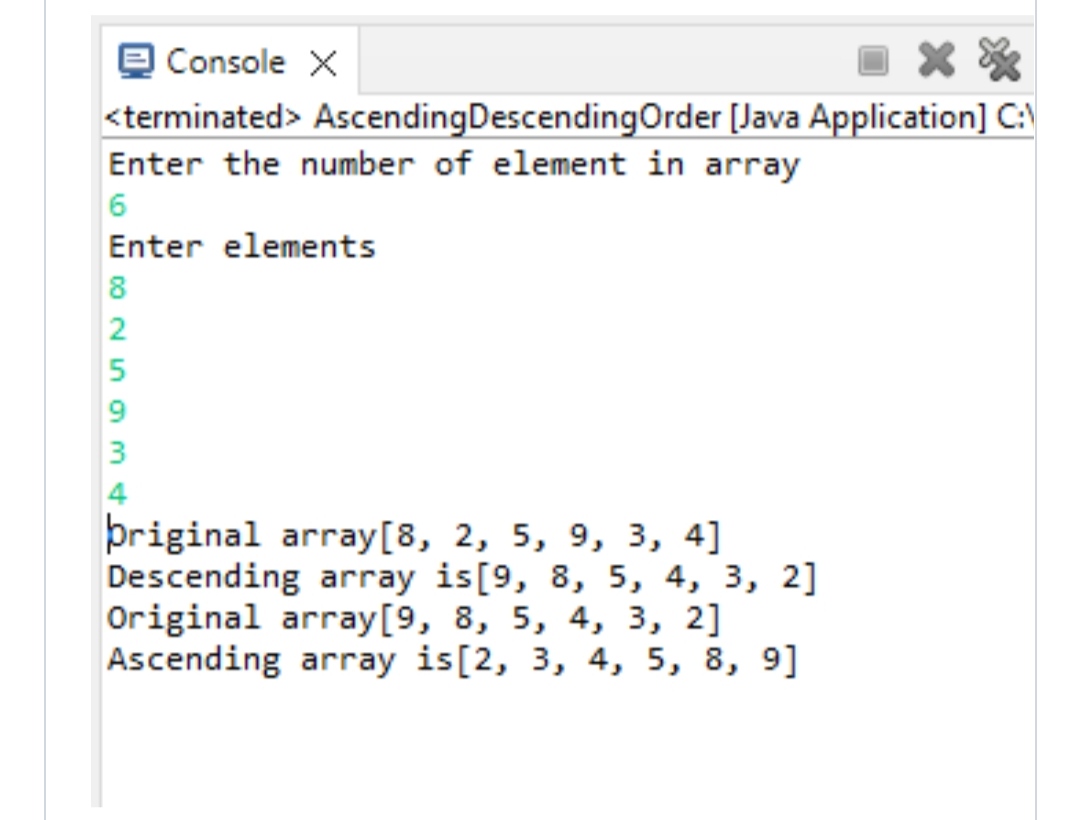 Console
<terminated> AscendingDescendingOrder [Java Application] C:\
Enter the number of element in array
6
Enter elements
8
2
5
9
3
4
Original array[8, 2, 5, 9, 3, 4]
Descending array is[9, 8, 5, 4, 3, 2]
Original array[9, 8, 5, 4, 3, 2]
Ascending array is[2, 3, 4, 5, 8, 9]